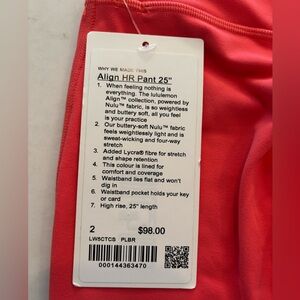 WHY WE MADE THIS
Align HR Pant 25"
1. When feeling nothing is
everything. The lululemon
Align™ collection, powered by
Nulu™ fabric, is so weightless
and buttery soft, all you feel
is your practice
2. Our buttery-soft Nulu™ fabric
feels weightlessly light and is
sweat-wicking and four-way
stretch
3. Added Lycra® fibre for stretch
and shape retention
4. This colour is lined for
comfort and coverage
5. Waistband lies flat and won't
dig in
6. Waistband pocket holds your key
or card
7. High rise, 25" length
2 $98.00
LW5CTCS PLBR
000144363470